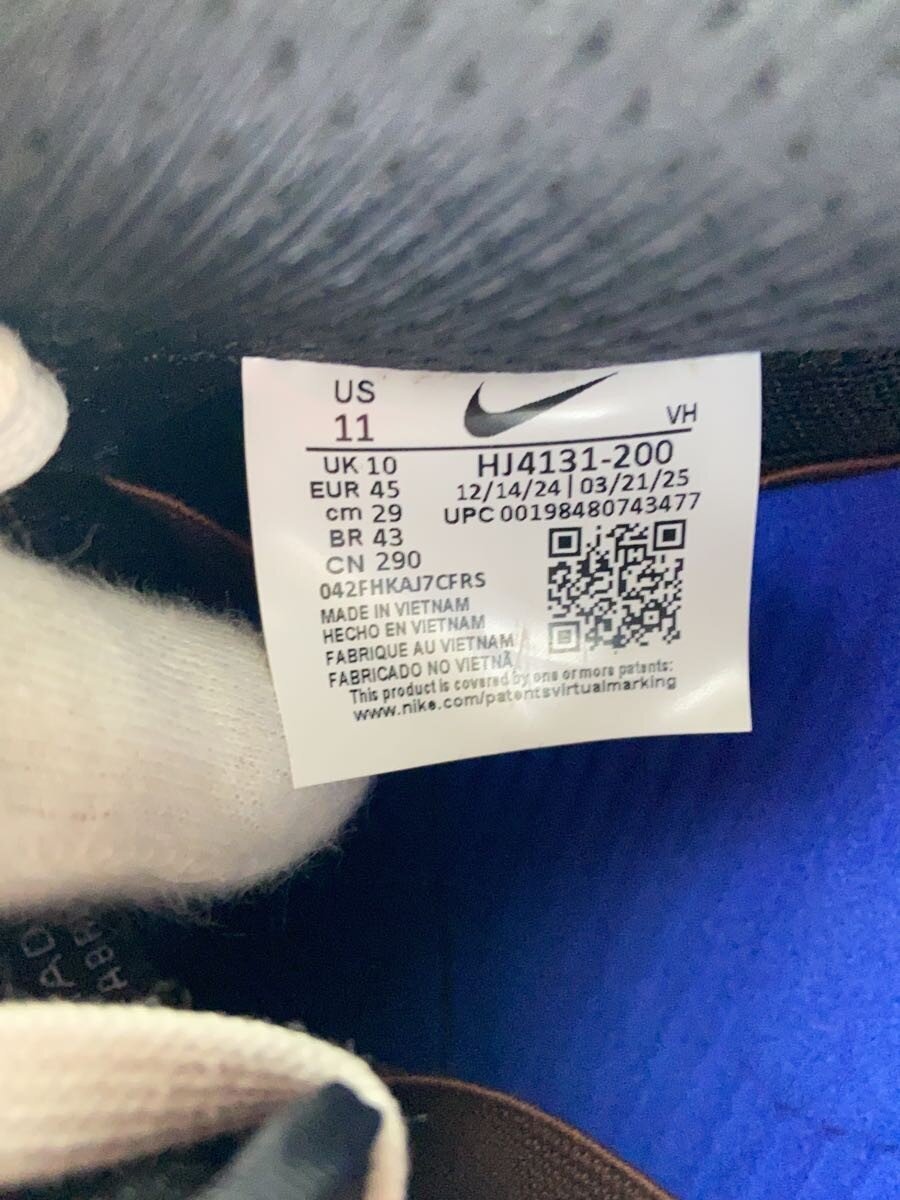 US
11
VH
UK 10
EUR 45
cm 29
BR 43
CN 290
HJ4131-200
12/14/24 | 03/21/25
UPC 00198480743477
042FHKAJ7CFRS
MADE IN VIETNAM
HECHO EN VIETNAM
FABRIQUE AU VIETNAM
FABRICADO NO VIETNÃ
This product is covered by one or more patents:
www.nike.com/patentsvirtualmarking